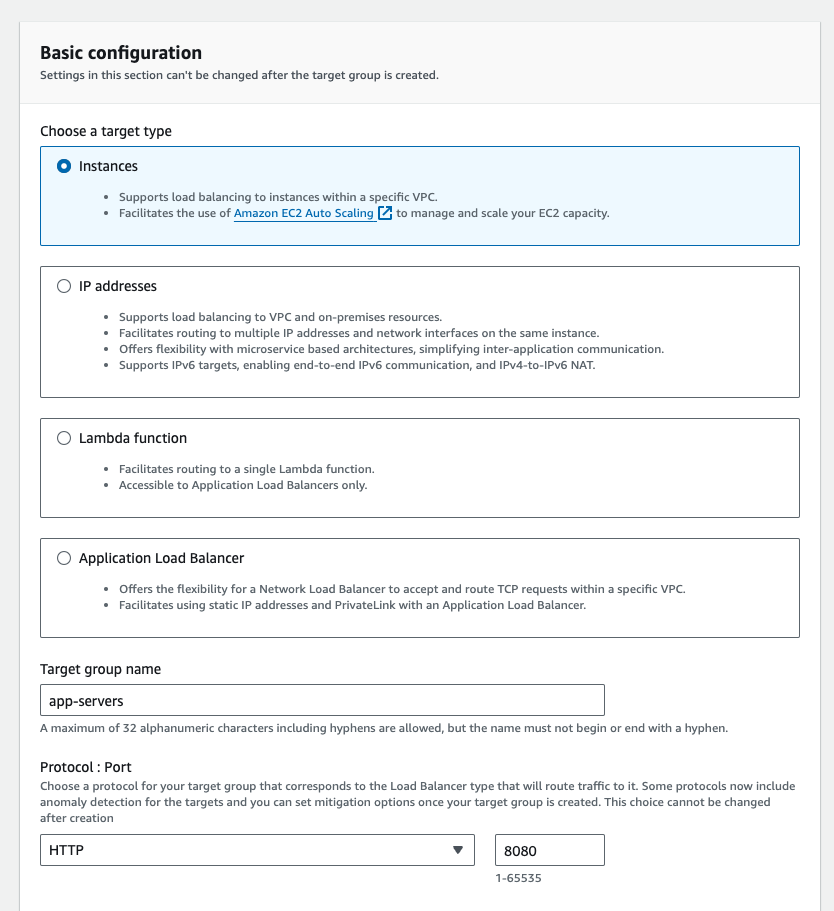 Basic configuration
Settings in this section can't be changed after the target group is created.
Choose a target type
Instances
• Supports load balancing to instances within a specific VPC.
• Facilitates the use of Amazon EC2 Auto Scaling to manage and scale your EC2 capacity.
IP addresses
• Supports load balancing to VPC and on-premises resources.
• Facilitates routing to multiple IP addresses and network interfaces on the same instance.
• Offers flexibility with microservice based architectures, simplifying inter-application communication.
• Supports IPv6 targets, enabling end-to-end IPv6 communication, and IPv4-to-IPv6 NAT.
Lambda function
• Facilitates routing to a single Lambda function.
• Accessible to Application Load Balancers only.
Application Load Balancer
• Offers the flexibility for a Network Load Balancer to accept and route TCP requests within a specific VPC.
• Facilitates using static IP addresses and PrivateLink with an Application Load Balancer.
Target group name
app-servers
A maximum of 32 alphanumeric characters including hyphens are allowed, but the name must not begin or end with a hyphen.
Protocol : Port
Choose a protocol for your target group that corresponds to the Load Balancer type that will route traffic to it. Some protocols now include
anomaly detection for the targets and you can set mitigation options once your target group is created. This choice cannot be changed
after creation
HTTP
8080
1-65535